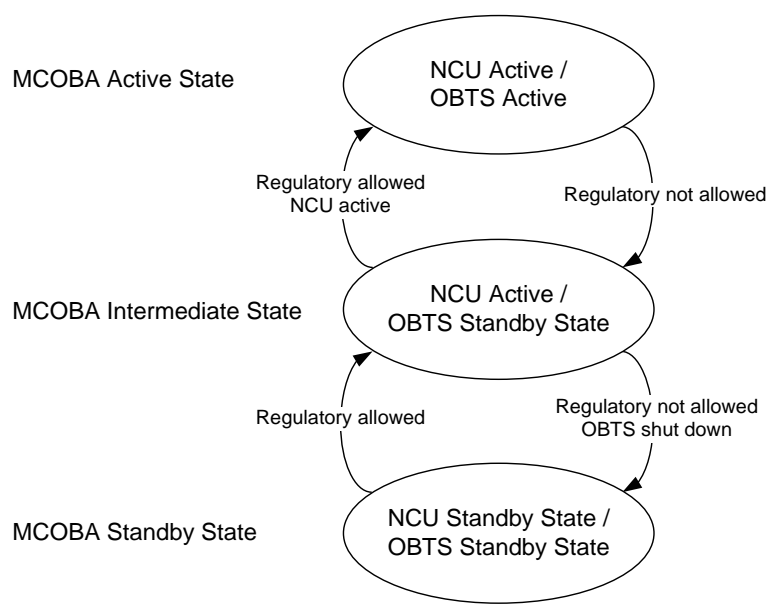 MCOBA Active State
NCU Active /
OBTS Active
Regulatory allowed
NCU active
Regulatory not allowed
MCOBA Intermediate State
NCU Active /
OBTS Standby State
Regulatory allowed
Regulatory not allowed
OBTS shut down
MCOBA Standby State
NCU Standby State /
OBTS Standby State